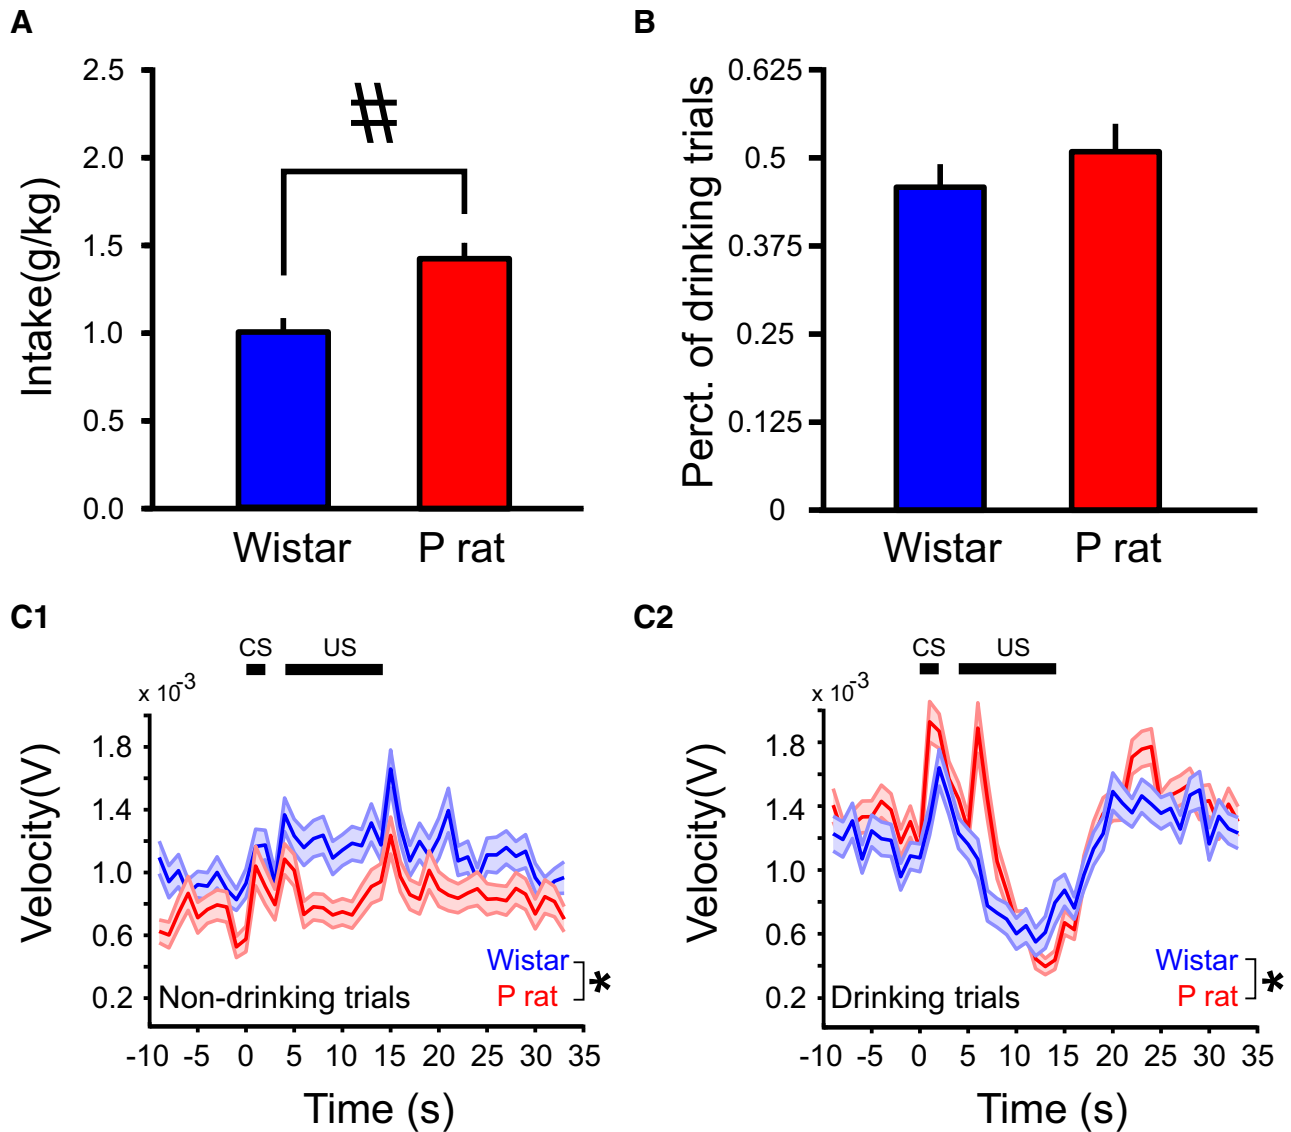 A
Intake(g/kg)
2.5
2.0
1.5
1.0
0.5
0.0
#
Wistar
P rat
B
Perct. of drinking trials
0.625
0.5
0.375
0.25
0.125
0
Wistar
P rat
C1
CS
US
x 10-3
Velocity(V)
1.8
1.4
1.0
0.6
0.2
Wistar
P rat
*
Non-drinking trials
-10 -5 0 5 10 15 20 25 30 35
Time (s)
C2
CS
US
x 10-3
Velocity(V)
1.8
1.4
1.0
0.6
0.2
Wistar
P rat
*
Drinking trials
-10 -5 0 5 10 15 20 25 30 35
Time (s)